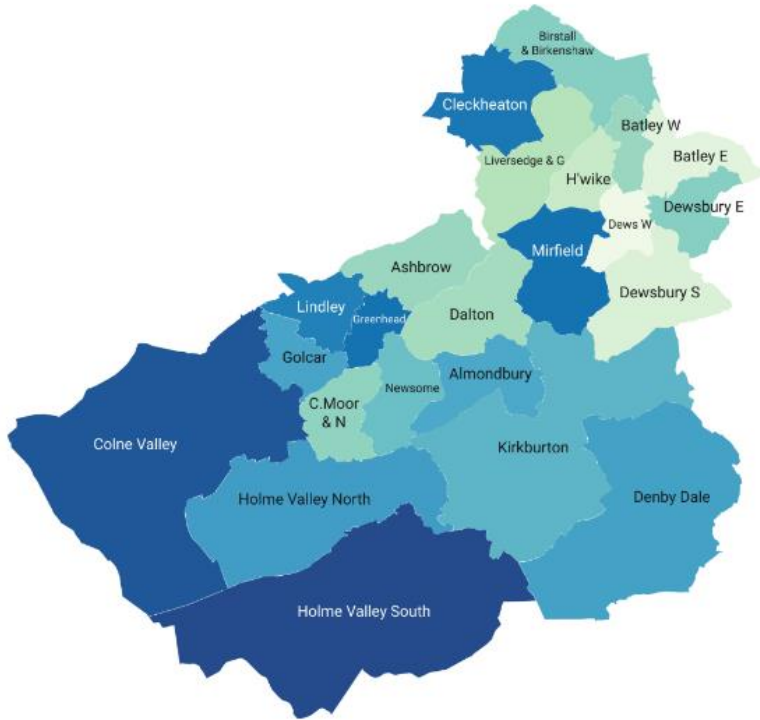 Birstall
& Birkenshaw
Cleckheaton
Batley W
Liversedge & G
Batley E
H'wike
Dewsbury E
Dews W
Mirfield
Ashbrow
Dewsbury S
Lindley
Greenhead
Dalton
Golcar
Almondbury
Newsome
C.Moor
& N
Colne Valley
Kirkburton
Holme Valley North
Denby Dale
Holme Valley South